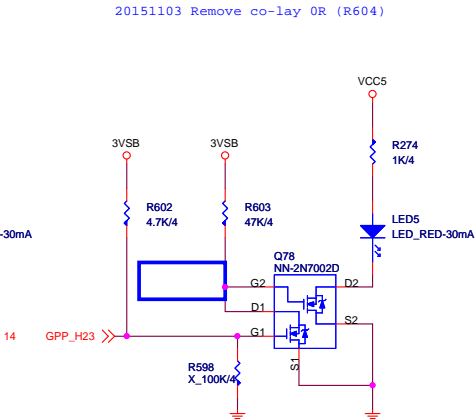 20151103 Remove co-lay 0R (R604)
VCC5
3VSB
3VSB
R274
1K/4
R602
4.7K/4
R603
47K/4
LED5
LED_RED-30mA
-30mA
Q78
NN-2N7002D
G2
D2
D1
S2
G1
S1
14
GPP_H23
R598
X_100K/4